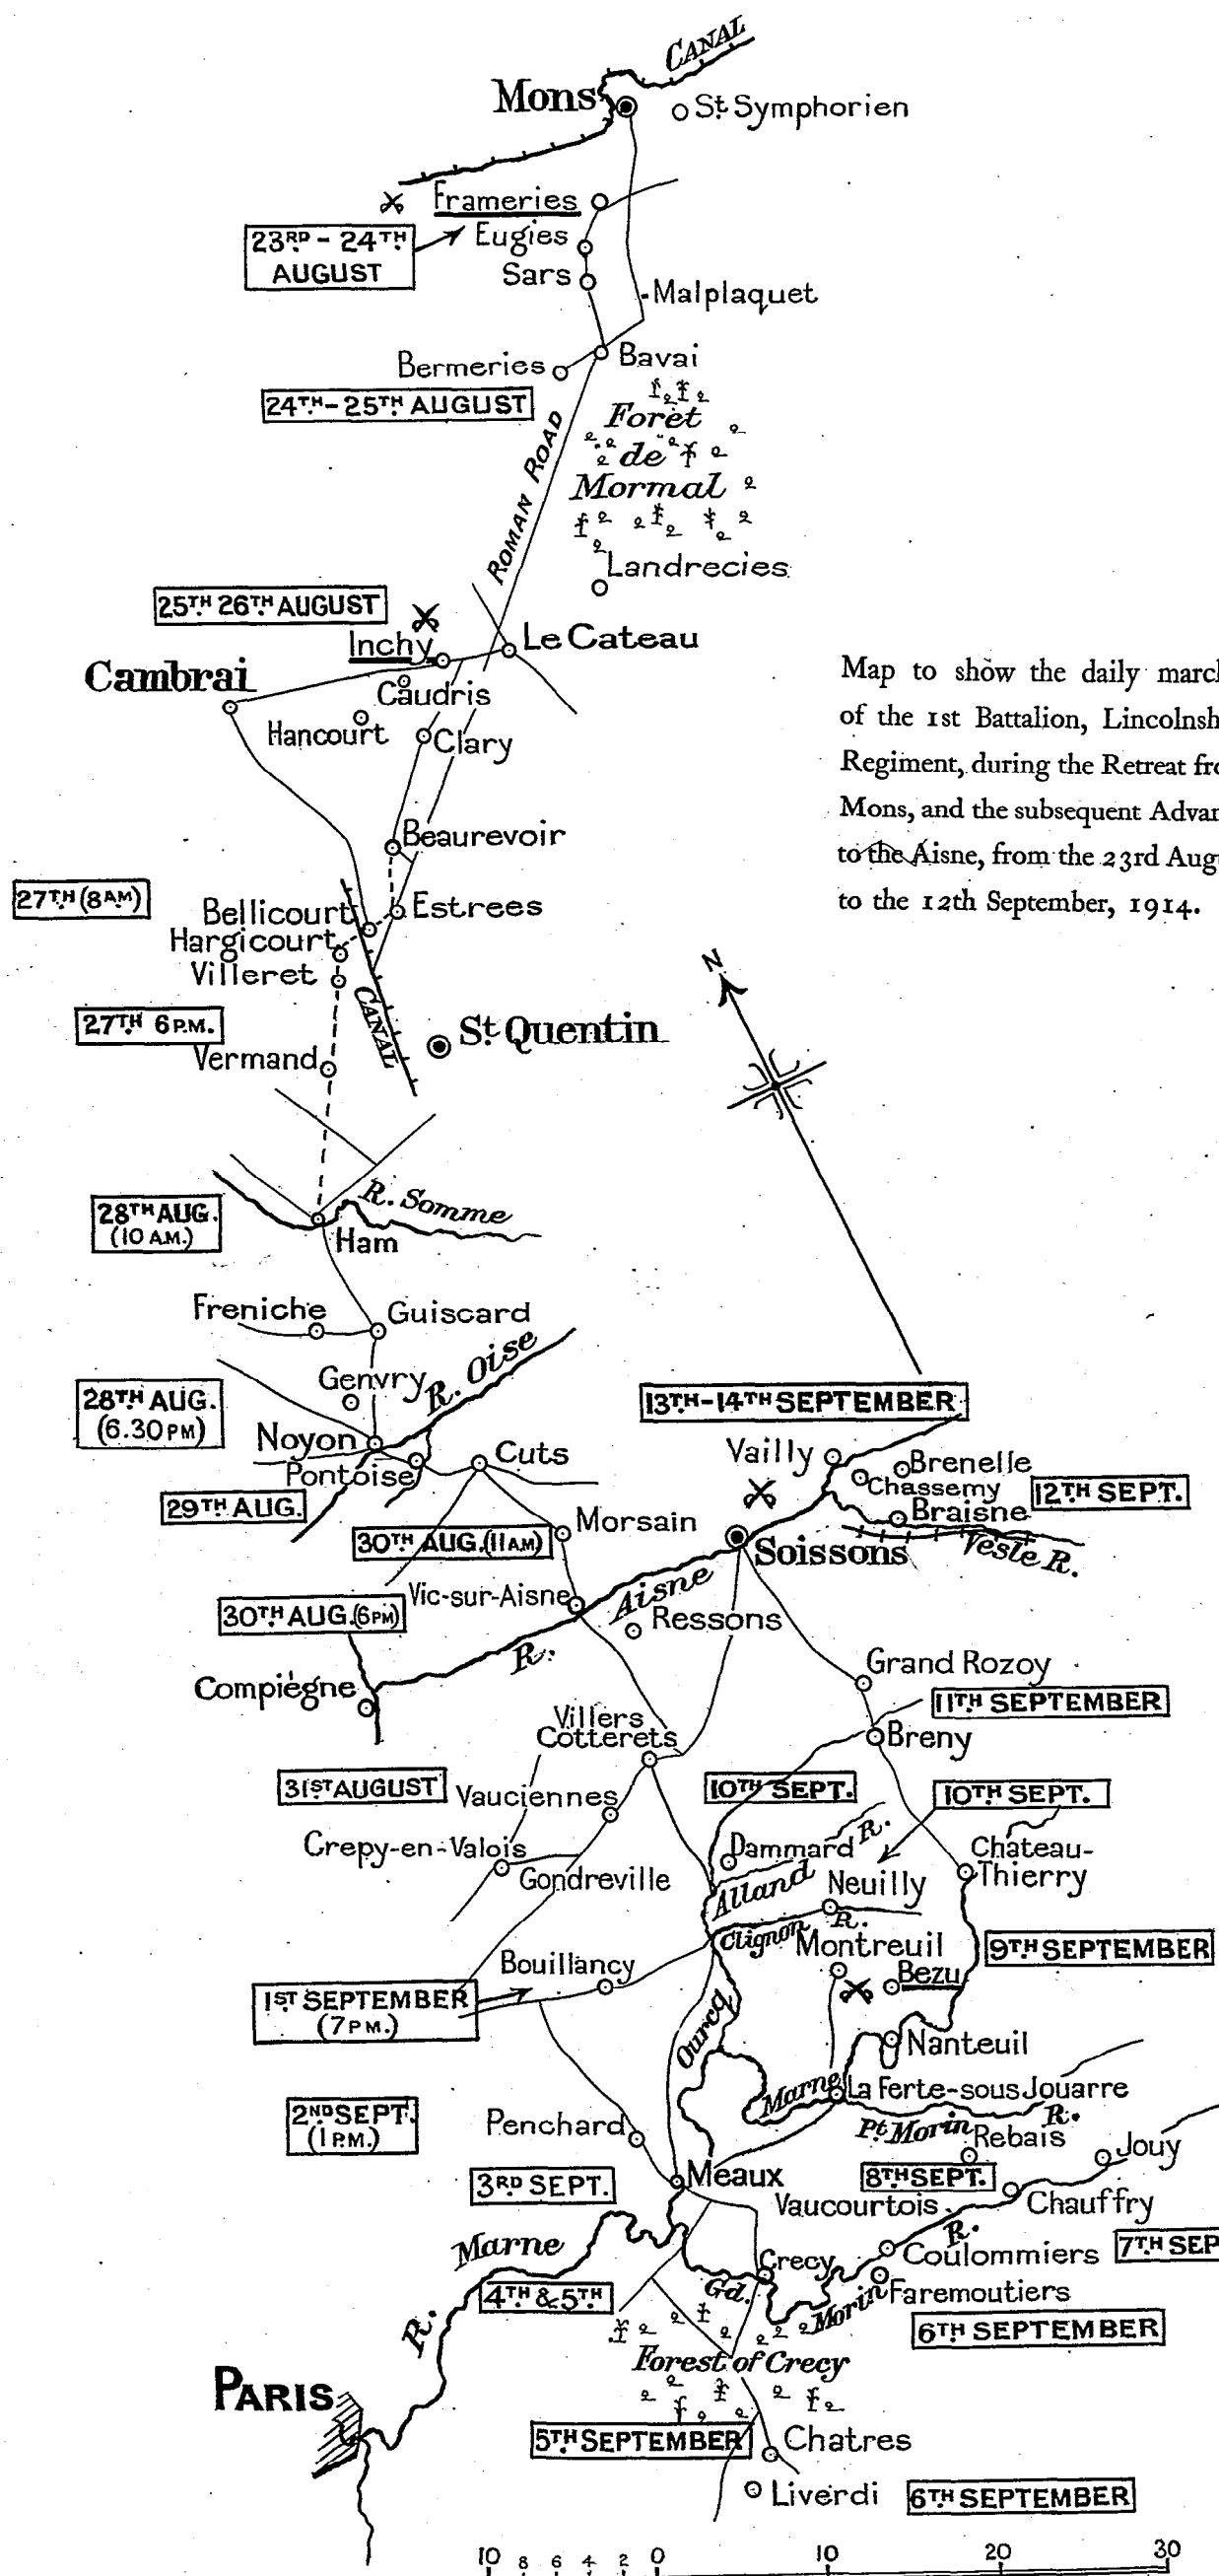 CANAL
Mons
St. Symphorien
Frameries
23RD - 24TH
AUGUST
Eugies
Sars
Malplaquet
Bavai
Bermeries
24TH - 25TH AUGUST
Forêt
de
Mormal
ROMAN ROAD
Landrecies
25TH 26TH AUGUST
Inchy
Le Cateau
Cambrai
Caudris
Hancourt
Clary
Map to show the daily march
of the 1st Battalion, Lincolnsh
Regiment, during the Retreat fro
Mons, and the subsequent Advan
to the Aisne, from the 23rd Aug
to the 12th September, 1914.
Beaurevoir
27TH (8AM)
Bellicourt
Estrees
Hargicourt
Villeret
N
CANAL
27TH 6 P.M.
St. Quentin
Vermand
28TH AUG.
(10 A.M.)
R. Somme
Ham
Freniche
Guiscard
R. Oise
Genvry
28TH AUG.
(6.30 PM)
13TH - 14TH SEPTEMBER
Noyon
Cuts
Vailly
Brenelle
Pontoise
Chassemy
12TH SEPT.
29TH AUG.
Braisne
Morsain
30TH AUG. (11AM)
Soissons
Vesle R.
Vic-sur-Aisne
R. Aisne
30TH AUG. (6PM)
Ressons
Compiégne
Grand Rozoy
11TH SEPTEMBER
Villers
Cotterets
Breny
31ST AUGUST
Vauciennes
10TH SEPT.
10TH SEPT.
Crepy-en-Valois
Dammard
Chateau-
Thierry
Gondreville
Alland R.
Neuilly
Clignon R.
Montreuil
9TH SEPTEMBER
Bouillancy
Bezu
1ST SEPTEMBER
(7PM.)
Ourcq
Nanteuil
Marne
La Ferte-sous Jouarre
2ND SEPT.
(1 P.M.)
Penchard
Pt. Morin R.
Rebais
Jouy
3RD SEPT.
Meaux
8TH SEPT.
Vaucourtois
Chauffry
R. Marne
Coulommiers
7TH SEP
Crecy
4TH & 5TH
Gd. Morin R.
Faremoutiers
6TH SEPTEMBER
Forest of Crecy
PARIS
5TH SEPTEMBER
Chatres
Liverdi
6TH SEPTEMBER
10 8 6 4 2 0 10 20 30